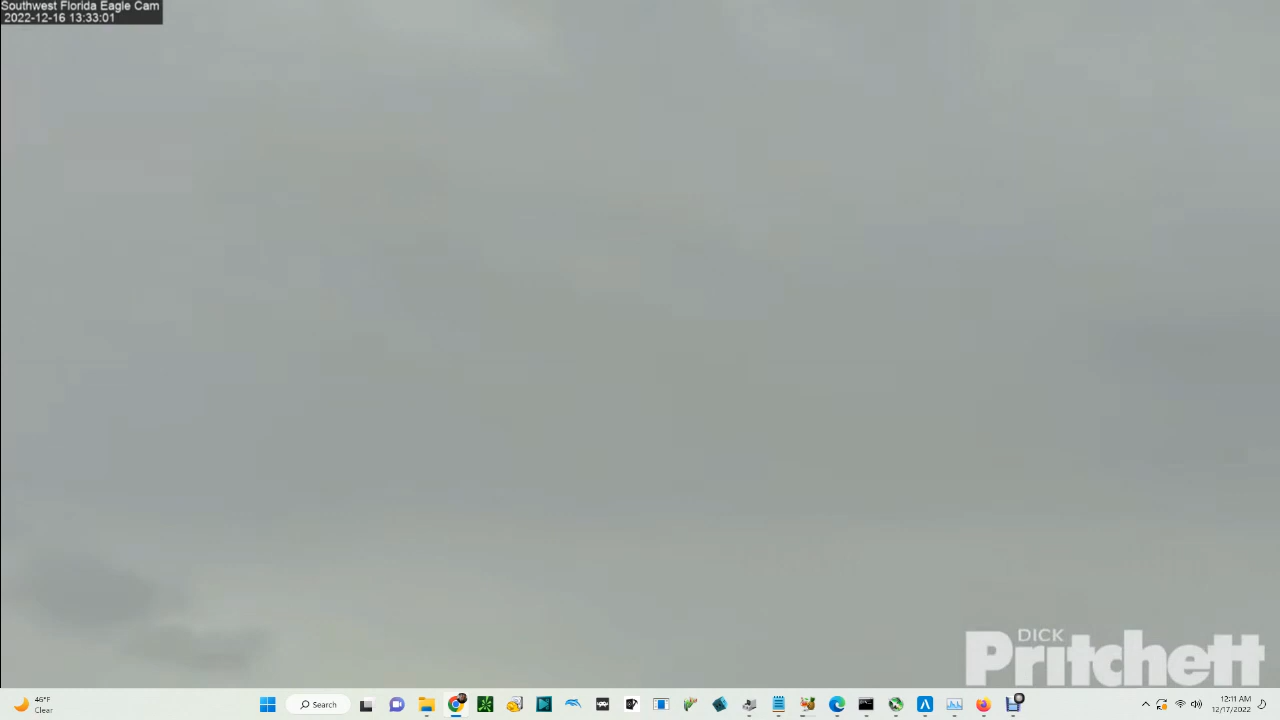 Southwest Florida Eagle Cam
2022-12-16 13:33:01
DICK
Pritchett
46°F
Clear
Search
12:11 AM
12/17/2022